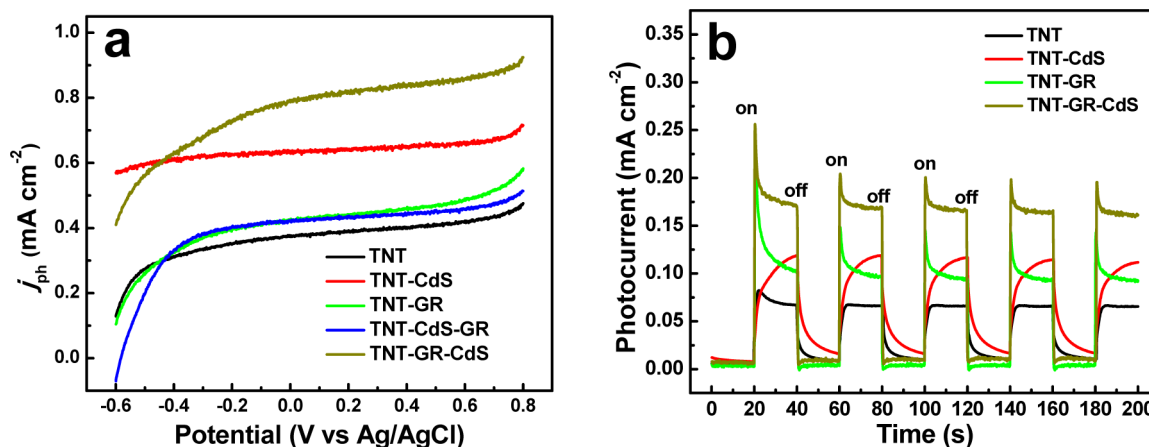 a
1.0
0.8
0.6
0.4
0.2
0.0
jph (mA cm-2)
-0.6 -0.4 -0.2 0.0 0.2 0.4 0.6 0.8
Potential (V vs Ag/AgCl)
TNT
TNT-CdS
TNT-GR
TNT-CdS-GR
TNT-GR-CdS
b
0.35
0.30
0.25
0.20
0.15
0.10
0.05
0.00
Photocurrent (mA cm-2)
0 20 40 60 80 100 120 140 160 180 200
Time (s)
TNT
TNT-CdS
TNT-GR
TNT-GR-CdS
on
on
on
off
off
off